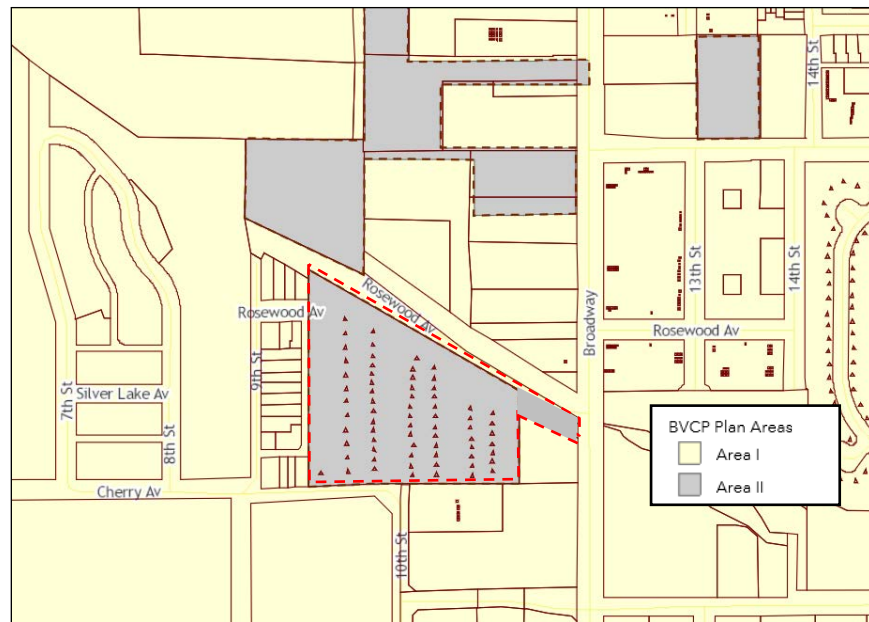 14th St
Rosewood Av
Rosewood Av
9th St
7th St
Silver Lake Av
8th St
Cherry Av
10th St
Broadway
13th St
14th St
Rosewood Av
BVCP Plan Areas
Area I
Area II